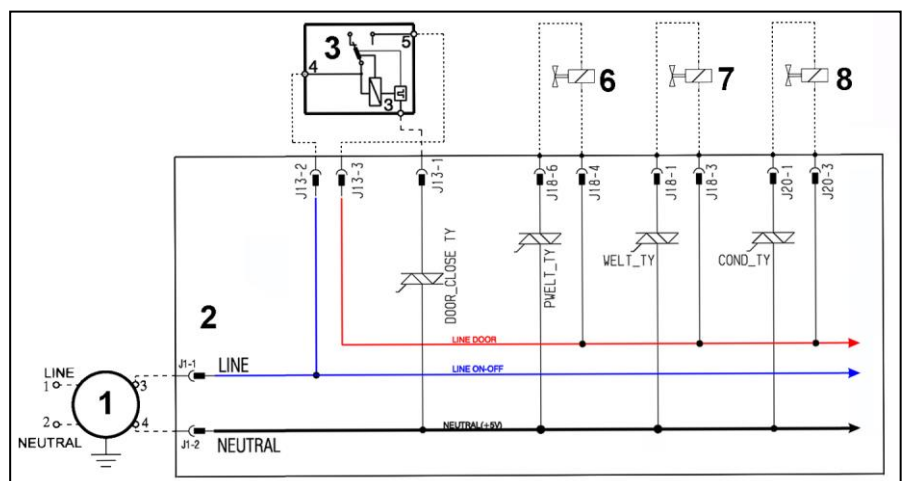 3
5
4
3
6
7
8
J13-2
J13-3
J13-1
J18-6
J18-4
J18-1
J18-3
J20-1
J20-3
DOOR_CLOSE TY
PWELT_TY
WELT_TY
COND_TY
2
LINE DOOR
J1-1
LINE
LINE ON-OFF
LINE
1
3
1
2
4
NEUTRAL
NEUTRAL(+5V)
J1-2
NEUTRAL